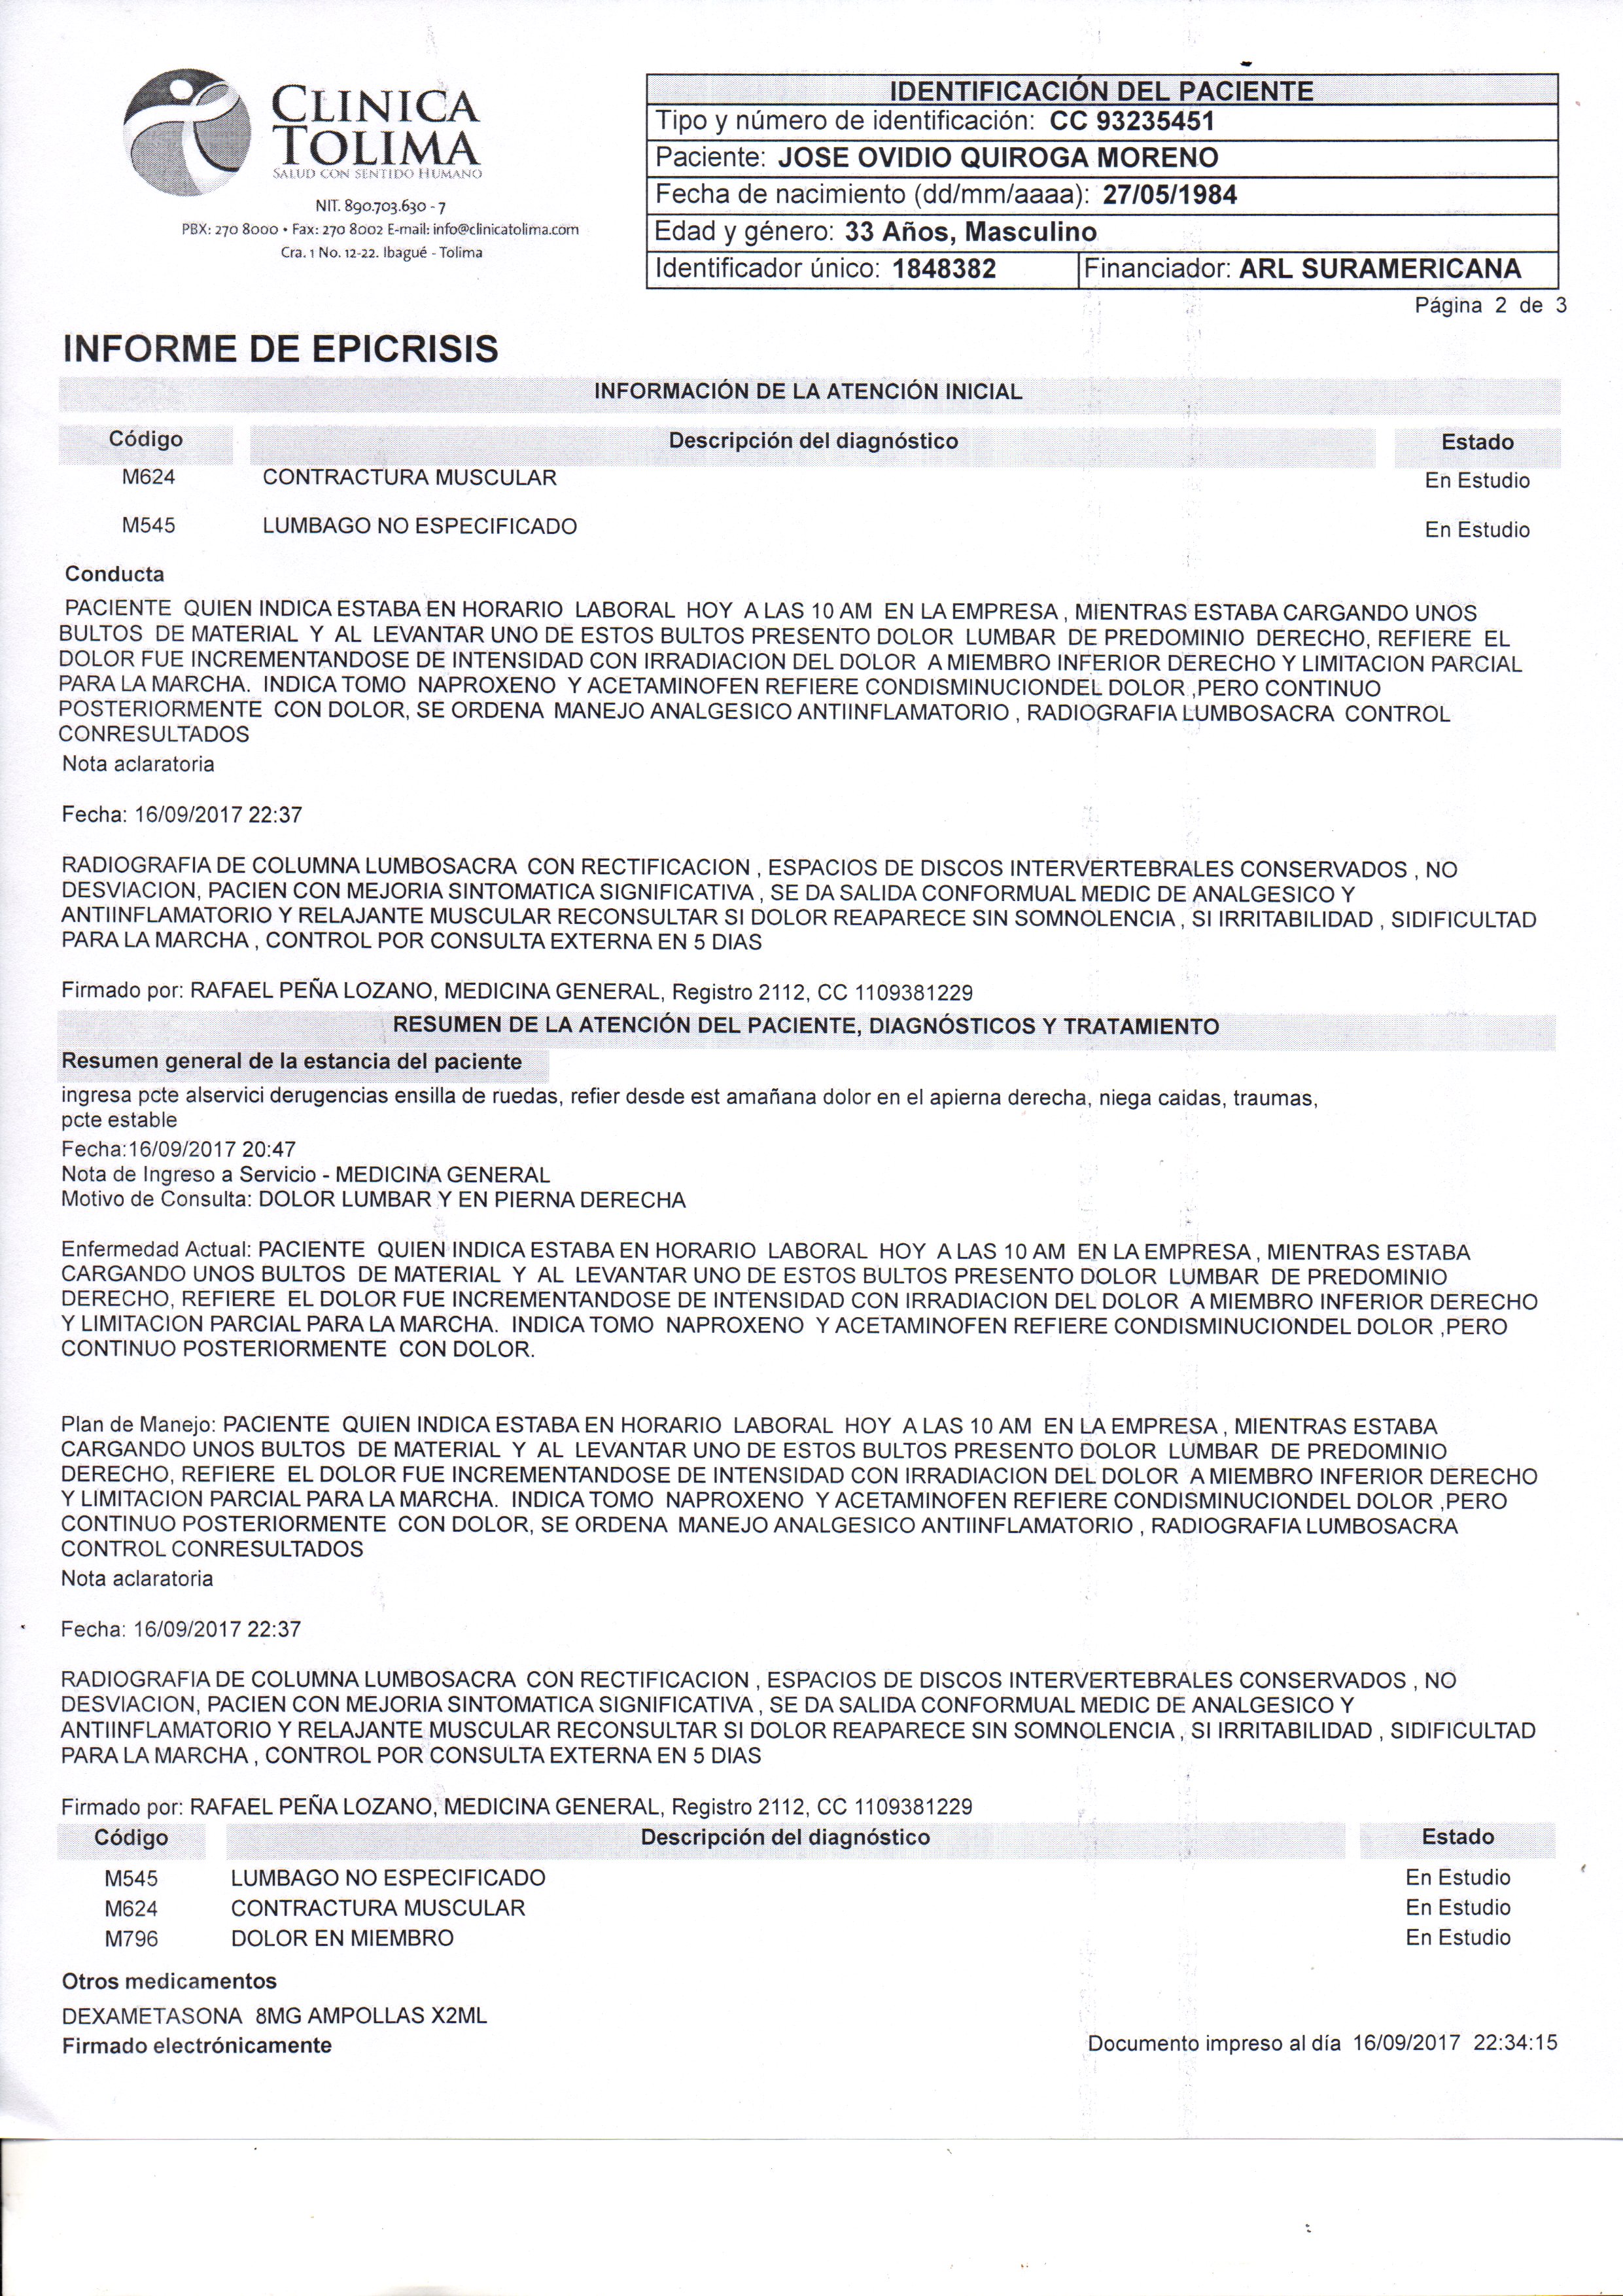 CLINICA
TOLIMA
SALUD CON SENTIDO HUMANO
NIT. 890.703.630 - 7
PBX: 270 8000 • Fax: 270 8002 E-mail: info@clinicatolima.com
Cra. 1 No. 12-22. Ibagué - Tolima
IDENTIFICACIÓN DEL PACIENTE
Tipo y número de identificación: CC 93235451
Paciente: JOSE OVIDIO QUIROGA MORENO
Fecha de nacimiento (dd/mm/aaaa): 27/05/1984
Edad y género: 33 Años, Masculino
Identificador único: 1848382 Financiador: ARL SURAMERICANA
Página 2 de 3
INFORME DE EPICRISIS
INFORMACIÓN DE LA ATENCIÓN INICIAL
Código Descripción del diagnóstico Estado
M624 CONTRACTURA MUSCULAR En Estudio
M545 LUMBAGO NO ESPECIFICADO En Estudio
Conducta
PACIENTE QUIEN INDICA ESTABA EN HORARIO LABORAL HOY A LAS 10 AM EN LA EMPRESA , MIENTRAS ESTABA CARGANDO UNOS
BULTOS DE MATERIAL Y AL LEVANTAR UNO DE ESTOS BULTOS PRESENTO DOLOR LUMBAR DE PREDOMINIO DERECHO, REFIERE EL
DOLOR FUE INCREMENTANDOSE DE INTENSIDAD CON IRRADIACION DEL DOLOR A MIEMBRO INFERIOR DERECHO Y LIMITACION PARCIAL
PARA LA MARCHA. INDICA TOMO NAPROXENO Y ACETAMINOFEN REFIERE CONDISMINUCIONDEL DOLOR ,PERO CONTINUO
POSTERIORMENTE CON DOLOR, SE ORDENA MANEJO ANALGESICO ANTIINFLAMATORIO , RADIOGRAFIA LUMBOSACRA CONTROL
CONRESULTADOS
Nota aclaratoria
Fecha: 16/09/2017 22:37
RADIOGRAFIA DE COLUMNA LUMBOSACRA CON RECTIFICACION , ESPACIOS DE DISCOS INTERVERTEBRALES CONSERVADOS , NO
DESVIACION, PACIEN CON MEJORIA SINTOMATICA SIGNIFICATIVA , SE DA SALIDA CONFORMUAL MEDIC DE ANALGESICO Y
ANTIINFLAMATORIO Y RELAJANTE MUSCULAR RECONSULTAR SI DOLOR REAPARECE SIN SOMNOLENCIA , SI IRRITABILIDAD , SIDIFICULTAD
PARA LA MARCHA , CONTROL POR CONSULTA EXTERNA EN 5 DIAS
Firmado por: RAFAEL PEÑA LOZANO, MEDICINA GENERAL, Registro 2112, CC 1109381229
RESUMEN DE LA ATENCIÓN DEL PACIENTE, DIAGNÓSTICOS Y TRATAMIENTO
Resumen general de la estancia del paciente
ingresa pcte alservici derugencias ensilla de ruedas, refier desde est amañana dolor en el apierna derecha, niega caidas, traumas,
pcte estable
Fecha:16/09/2017 20:47
Nota de Ingreso a Servicio - MEDICINA GENERAL
Motivo de Consulta: DOLOR LUMBAR Y EN PIERNA DERECHA
Enfermedad Actual: PACIENTE QUIEN INDICA ESTABA EN HORARIO LABORAL HOY A LAS 10 AM EN LA EMPRESA , MIENTRAS ESTABA
CARGANDO UNOS BULTOS DE MATERIAL Y AL LEVANTAR UNO DE ESTOS BULTOS PRESENTO DOLOR LUMBAR DE PREDOMINIO
DERECHO, REFIERE EL DOLOR FUE INCREMENTANDOSE DE INTENSIDAD CON IRRADIACION DEL DOLOR A MIEMBRO INFERIOR DERECHO
Y LIMITACION PARCIAL PARA LA MARCHA. INDICA TOMO NAPROXENO Y ACETAMINOFEN REFIERE CONDISMINUCIONDEL DOLOR ,PERO
CONTINUO POSTERIORMENTE CON DOLOR.
Plan de Manejo: PACIENTE QUIEN INDICA ESTABA EN HORARIO LABORAL HOY A LAS 10 AM EN LA EMPRESA , MIENTRAS ESTABA
CARGANDO UNOS BULTOS DE MATERIAL Y AL LEVANTAR UNO DE ESTOS BULTOS PRESENTO DOLOR LUMBAR DE PREDOMINIO
DERECHO, REFIERE EL DOLOR FUE INCREMENTANDOSE DE INTENSIDAD CON IRRADIACION DEL DOLOR A MIEMBRO INFERIOR DERECHO
Y LIMITACION PARCIAL PARA LA MARCHA. INDICA TOMO NAPROXENO Y ACETAMINOFEN REFIERE CONDISMINUCIONDEL DOLOR ,PERO
CONTINUO POSTERIORMENTE CON DOLOR, SE ORDENA MANEJO ANALGESICO ANTIINFLAMATORIO , RADIOGRAFIA LUMBOSACRA
CONTROL CONRESULTADOS
Nota aclaratoria
Fecha: 16/09/2017 22:37
RADIOGRAFIA DE COLUMNA LUMBOSACRA CON RECTIFICACION , ESPACIOS DE DISCOS INTERVERTEBRALES CONSERVADOS , NO
DESVIACION, PACIEN CON MEJORIA SINTOMATICA SIGNIFICATIVA , SE DA SALIDA CONFORMUAL MEDIC DE ANALGESICO Y
ANTIINFLAMATORIO Y RELAJANTE MUSCULAR RECONSULTAR SI DOLOR REAPARECE SIN SOMNOLENCIA , SI IRRITABILIDAD , SIDIFICULTAD
PARA LA MARCHA , CONTROL POR CONSULTA EXTERNA EN 5 DIAS
Firmado por: RAFAEL PEÑA LOZANO, MEDICINA GENERAL, Registro 2112, CC 1109381229
Código Descripción del diagnóstico Estado
M545 LUMBAGO NO ESPECIFICADO En Estudio
M624 CONTRACTURA MUSCULAR En Estudio
M796 DOLOR EN MIEMBRO En Estudio
Otros medicamentos
DEXAMETASONA 8MG AMPOLLAS X2ML
Firmado electrónicamente Documento impreso al día 16/09/2017 22:34:15